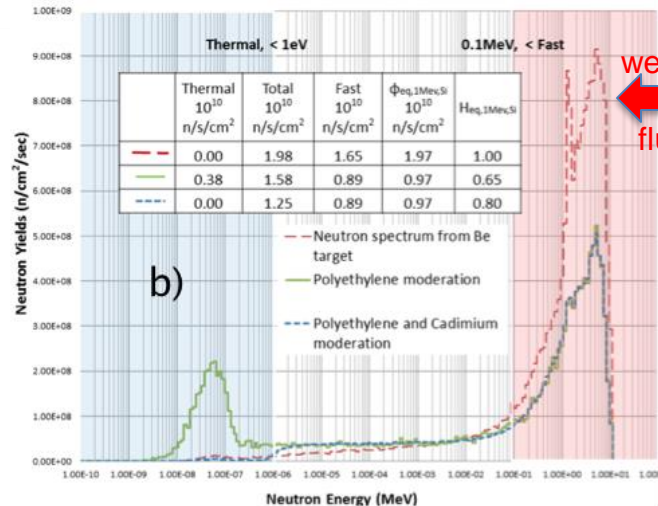 1.00E+09
9.00E+08
8.00E+08
7.00E+08
6.00E+08
5.00E+08
4.00E+08
3.00E+08
2.00E+08
1.00E+08
0.00E+00
Neutron Yields (n/cm²/sec)
Thermal, < 1eV
0.1MeV, < Fast
Thermal 10¹⁰ n/s/cm² Total 10¹⁰ n/s/cm² Fast 10¹⁰ n/s/cm² ϕeq,1Mev,Si 10¹⁰ n/s/cm² Heq,1Mev,Si
0.00 1.98 1.65 1.97 1.00
0.38 1.58 0.89 0.97 0.65
0.00 1.25 0.89 0.97 0.80
we
flu
b)
Neutron spectrum from Be
target
Polyethylene moderation
Polyethylene and Cadimium
moderation
1.00E-10 1.00E-09 1.00E-08 1.00E-07 1.00E-06 1.00E-05 1.00E-04 1.00E-03 1.00E-02 1.00E-01 1.00E+00 1.00E+01 1.00E+02
Neutron Energy (MeV)